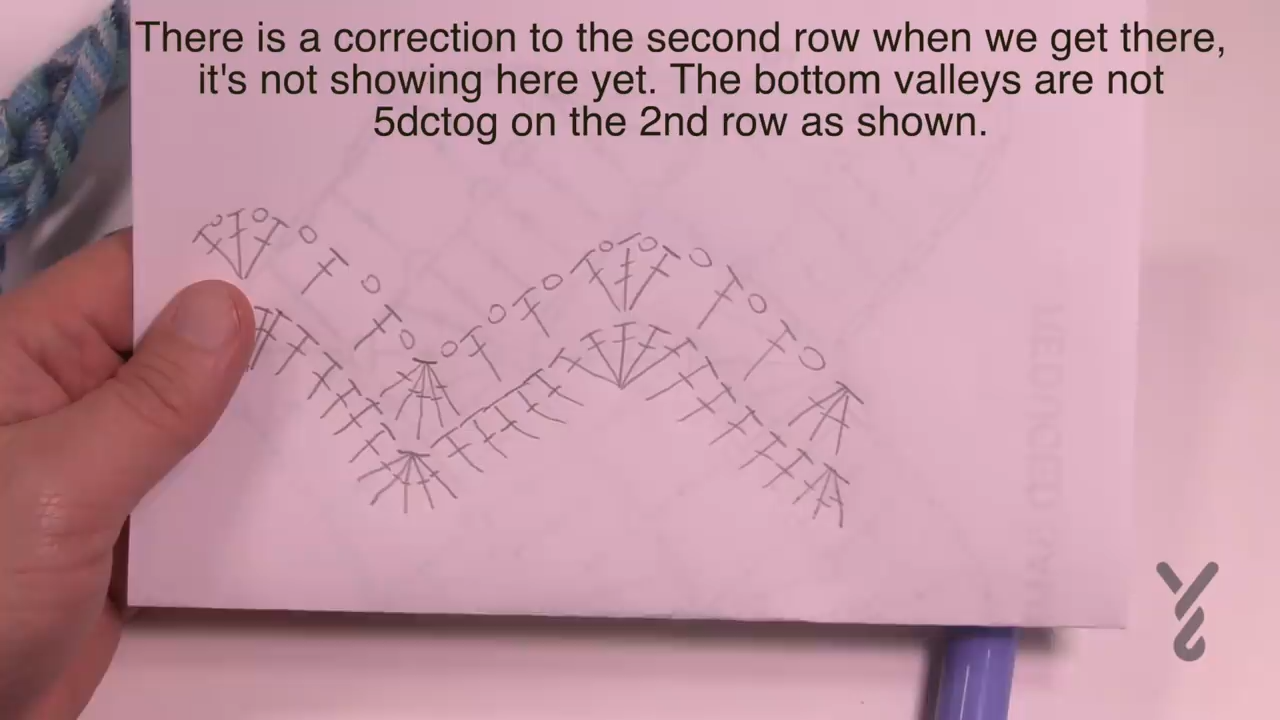 There is a correction to the second row when we get there,
it's not showing here yet. The bottom valleys are not
5dctog on the 2nd row as shown.